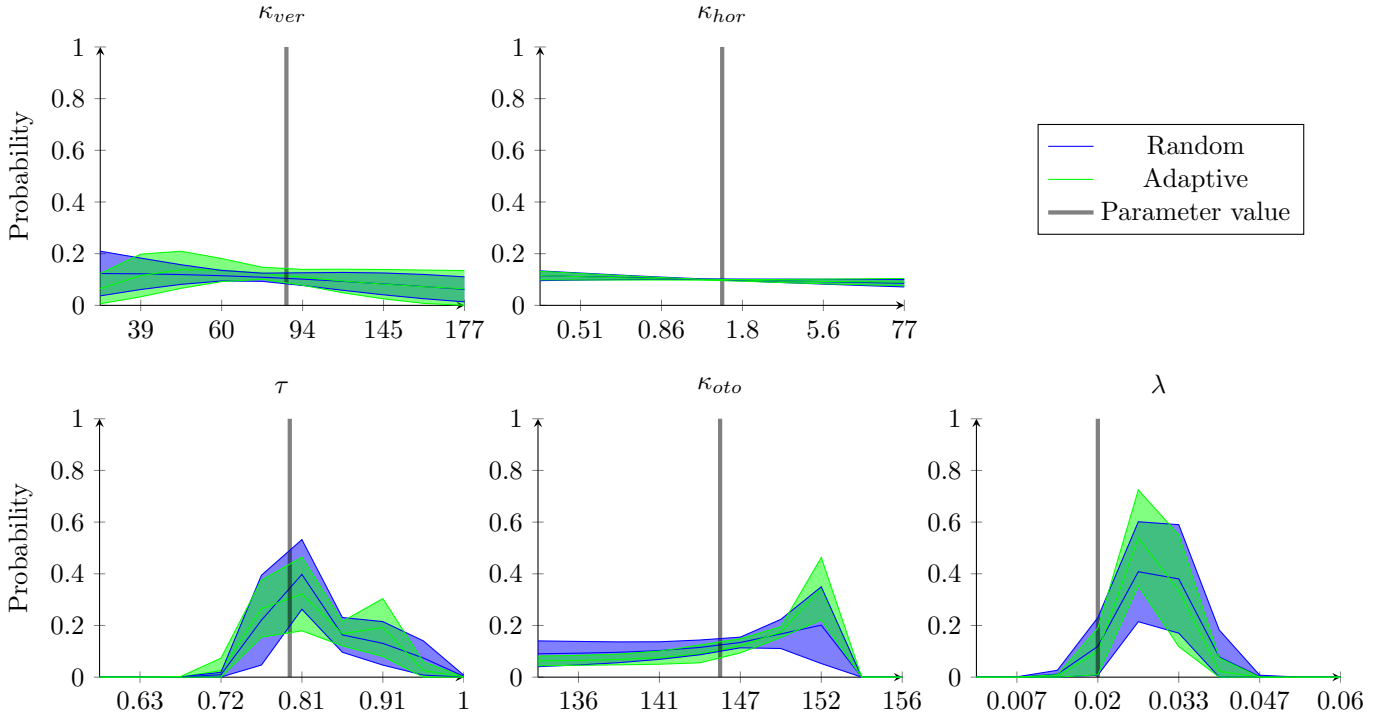 κ_ver
κ_hor
Probability
1
0.8
0.6
0.4
0.2
0
39 60 94 145 177
1
0.8
0.6
0.4
0.2
0
0.51 0.86 1.8 5.6 77
Random
Adaptive
Parameter value
τ
κ_oto
λ
Probability
1
0.8
0.6
0.4
0.2
0
0.63 0.72 0.81 0.91 1
1
0.8
0.6
0.4
0.2
0
136 141 147 152 156
1
0.8
0.6
0.4
0.2
0
0.007 0.02 0.033 0.047 0.06